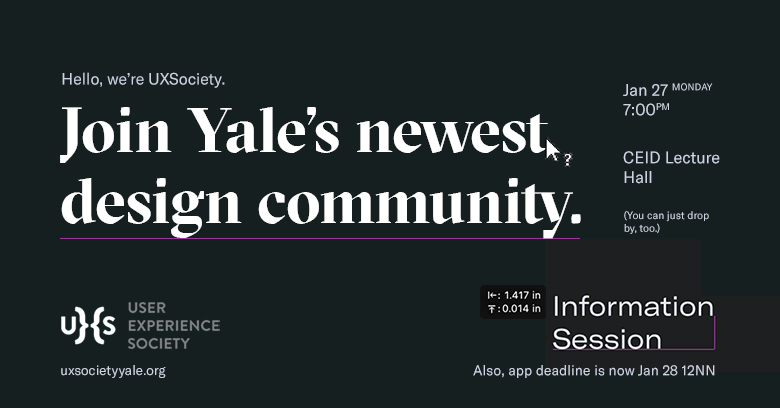 Hello, we're UXSociety.
Join Yale's newest
design community.
Jan 27 MONDAY
7:00PM
CEID Lecture
Hall
(You can just drop
by, too.)
?
UX{S
USER
EXPERIENCE
SOCIETY
uxsocietyyale.org
: 1.417 in
: 0.014 in
Information
Session
Also, app deadline is now Jan 28 12NN